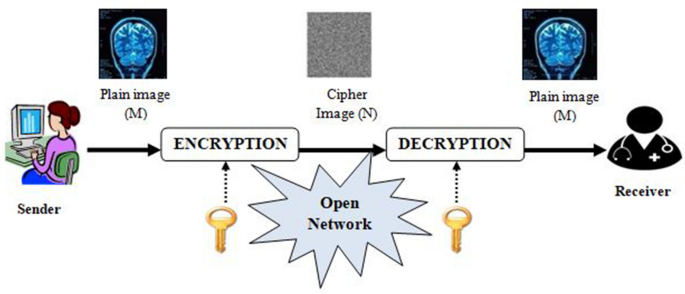 Plain image
(M)
Cipher
Image (N)
Plain image
(M)
ENCRYPTION
DECRYPTION
Sender
Open
Network
Receiver